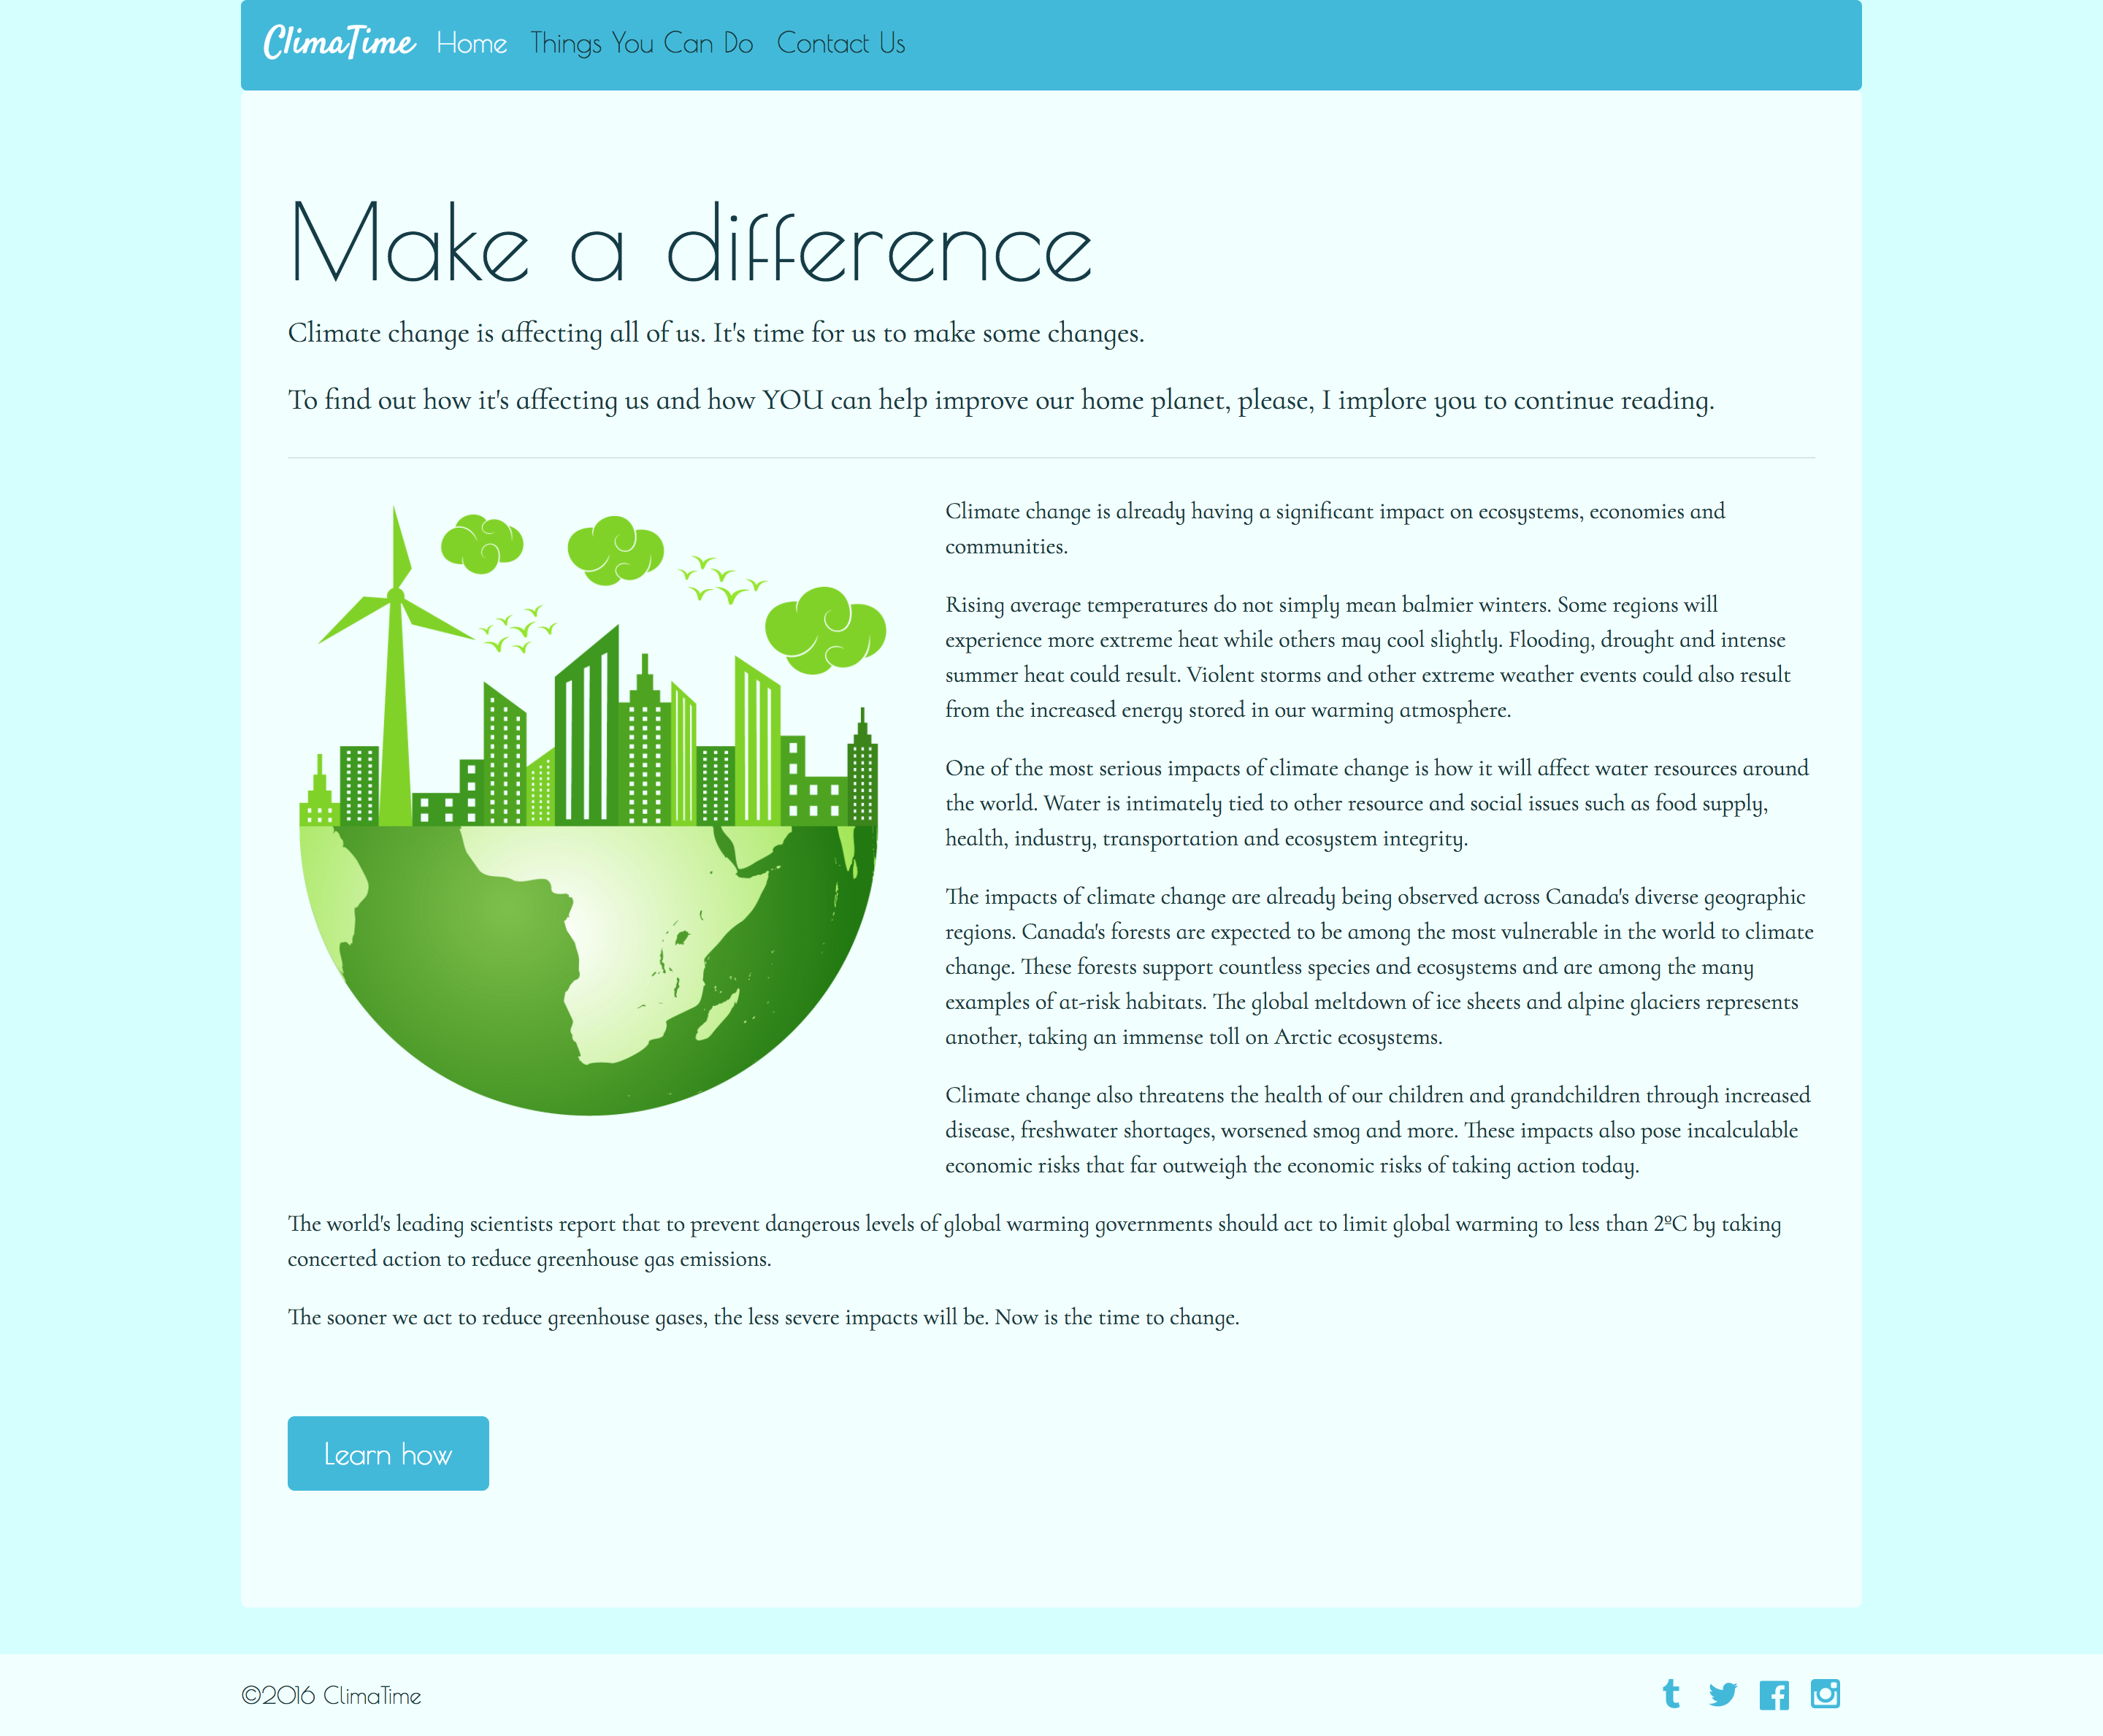 ClimaTime Home Things You Can Do Contact Us
Make a difference
Climate change is affecting all of us. It's time for us to make some changes.
To find out how it's affecting us and how YOU can help improve our home planet, please, I implore you to continue reading.
Climate change is already having a significant impact on ecosystems, economies and
communities.
Rising average temperatures do not simply mean balmier winters. Some regions will
experience more extreme heat while others may cool slightly. Flooding, drought and intense
summer heat could result. Violent storms and other extreme weather events could also result
from the increased energy stored in our warming atmosphere.
One of the most serious impacts of climate change is how it will affect water resources around
the world. Water is intimately tied to other resource and social issues such as food supply,
health, industry, transportation and ecosystem integrity.
The impacts of climate change are already being observed across Canada's diverse geographic
regions. Canada's forests are expected to be among the most vulnerable in the world to climate
change. These forests support countless species and ecosystems and are among the many
examples of at-risk habitats. The global meltdown of ice sheets and alpine glaciers represents
another, taking an immense toll on Arctic ecosystems.
Climate change also threatens the health of our children and grandchildren through increased
disease, freshwater shortages, worsened smog and more. These impacts also pose incalculable
economic risks that far outweigh the economic risks of taking action today.
The world's leading scientists report that to prevent dangerous levels of global warming governments should act to limit global warming to less than 2ºC by taking
concerted action to reduce greenhouse gas emissions.
The sooner we act to reduce greenhouse gases, the less severe impacts will be. Now is the time to change.
Learn how
©2016 ClimaTime